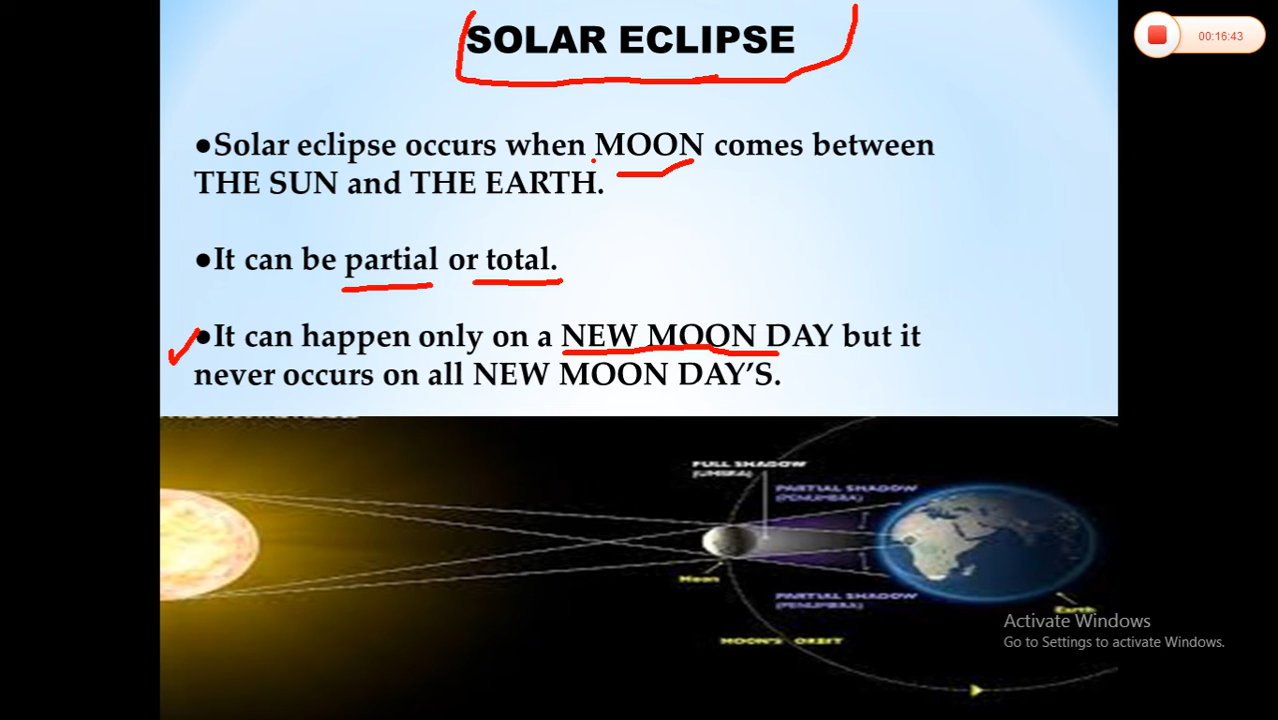 SOLAR ECLIPSE
00:16:43
●Solar eclipse occurs when MOON comes between
THE SUN and THE EARTH.
●It can be partial or total.
●It can happen only on a NEW MOON DAY but it
never occurs on all NEW MOON DAY'S.
FULL SHADOW
(UMBRA)
PARTIAL SHADOW
(PENUMBRA)
Moon
PARTIAL SHADOW
(PENUMBRA)
Earth
MOON'S ORBIT
Activate Windows
Go to Settings to activate Windows.